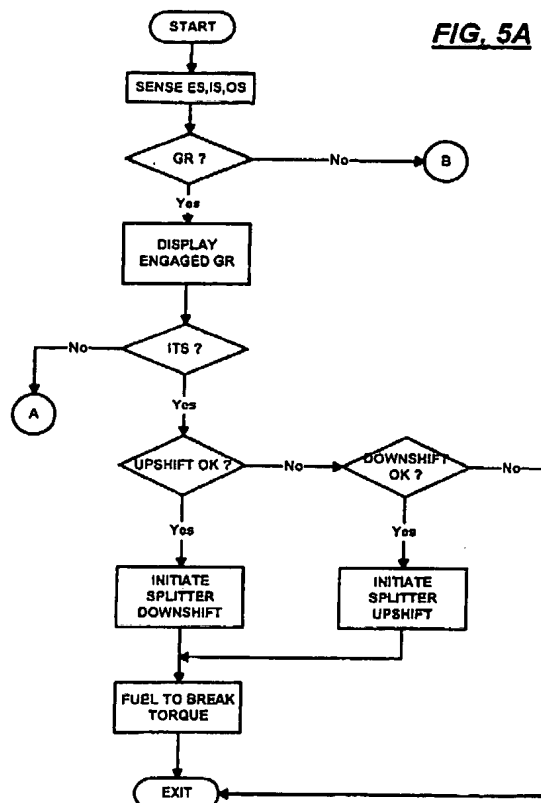 START
FIG, 5A
SENSE ES,IS,OS
GR ?
No
B
Yes
DISPLAY
ENGAGED GR
No
ITS ?
A
Yes
UPSHIFT OK ?
No
DOWNSHIFT
OK ?
No
Yes
Yes
INITIATE
SPLITTER
DOWNSHIFT
INITIATE
SPLITTER
UPSHIFT
FUEL TO BREAK
TORQUE
EXIT